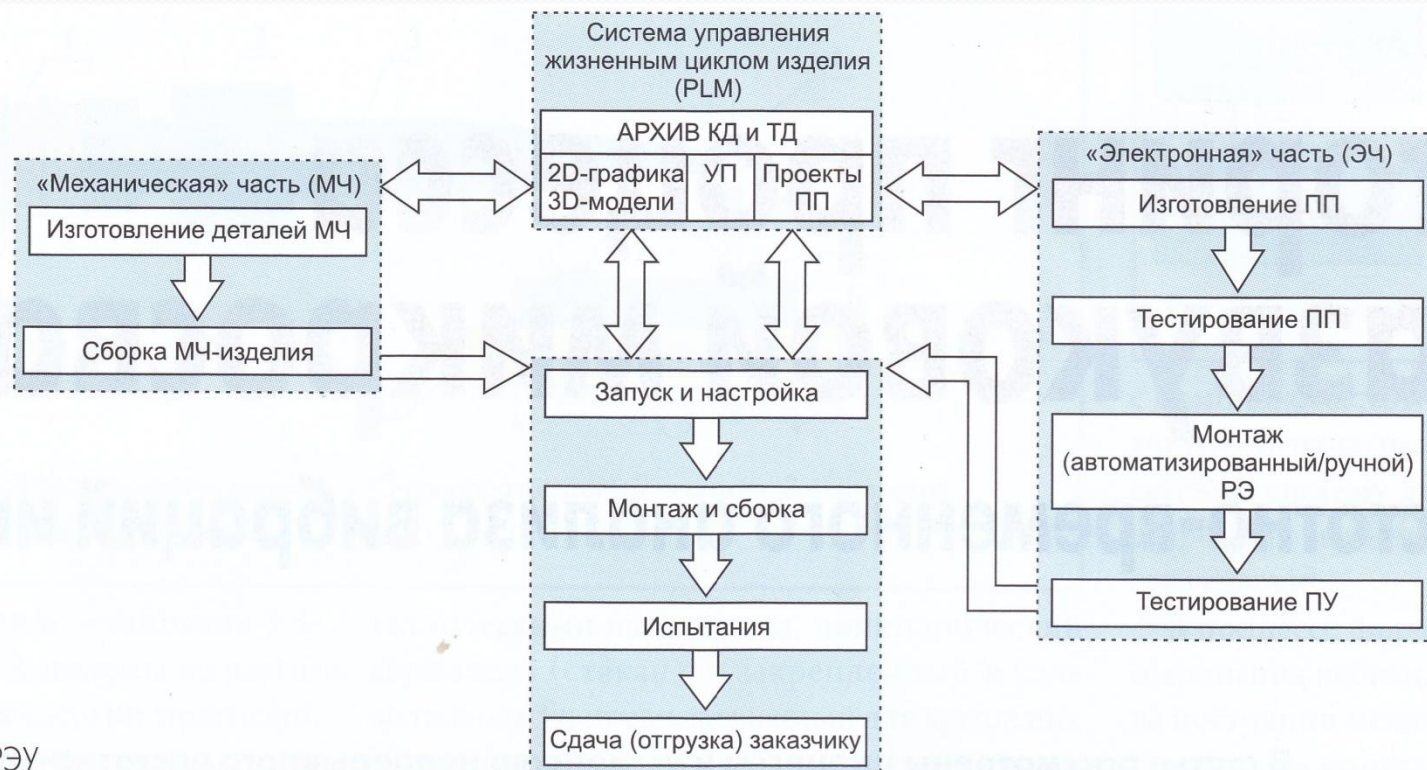 Система управления
жизненным циклом изделия
(PLM)
АРХИВ КД и ТД
2D-графика
3D-модели
УП
Проекты
ПП
«Механическая» часть (МЧ)
Изготовление деталей МЧ
Сборка МЧ-изделия
«Электронная» часть (ЭЧ)
Изготовление ПП
Тестирование ПП
Монтаж
(автоматизированный/ручной)
РЭ
Тестирование ПУ
Запуск и настройка
Монтаж и сборка
Испытания
Сдача (отгрузка) заказчику
РЭУ